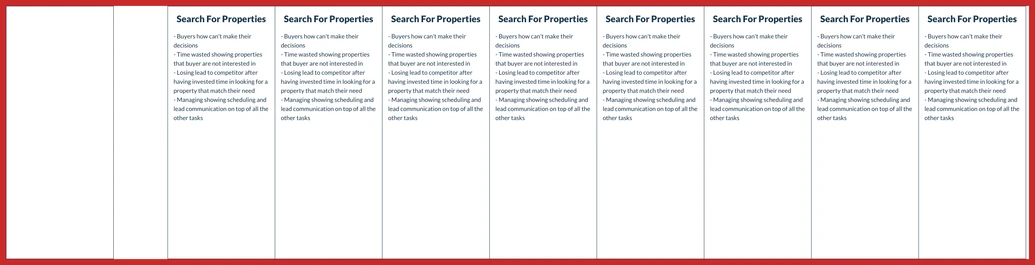 Search For Properties
- Buyers how can't make their
decisions
- Time wasted showing properties
that buyer are not interested in
- Losing lead to competitor after
having invested time in looking for a
property that match their need
- Managing showing scheduling and
lead communication on top of all the
other tasks
Search For Properties
- Buyers how can't make their
decisions
- Time wasted showing properties
that buyer are not interested in
- Losing lead to competitor after
having invested time in looking for a
property that match their need
- Managing showing scheduling and
lead communication on top of all the
other tasks
Search For Properties
- Buyers how can't make their
decisions
- Time wasted showing properties
that buyer are not interested in
- Losing lead to competitor after
having invested time in looking for a
property that match their need
- Managing showing scheduling and
lead communication on top of all the
other tasks
Search For Properties
- Buyers how can't make their
decisions
- Time wasted showing properties
that buyer are not interested in
- Losing lead to competitor after
having invested time in looking for a
property that match their need
- Managing showing scheduling and
lead communication on top of all the
other tasks
Search For Properties
- Buyers how can't make their
decisions
- Time wasted showing properties
that buyer are not interested in
- Losing lead to competitor after
having invested time in looking for a
property that match their need
- Managing showing scheduling and
lead communication on top of all the
other tasks
Search For Properties
- Buyers how can't make their
decisions
- Time wasted showing properties
that buyer are not interested in
- Losing lead to competitor after
having invested time in looking for a
property that match their need
- Managing showing scheduling and
lead communication on top of all the
other tasks
Search For Properties
- Buyers how can't make their
decisions
- Time wasted showing properties
that buyer are not interested in
- Losing lead to competitor after
having invested time in looking for a
property that match their need
- Managing showing scheduling and
lead communication on top of all the
other tasks
Search For Properties
- Buyers how can't make their
decisions
- Time wasted showing properties
that buyer are not interested in
- Losing lead to competitor after
having invested time in looking for a
property that match their need
- Managing showing scheduling and
lead communication on top of all the
other tasks